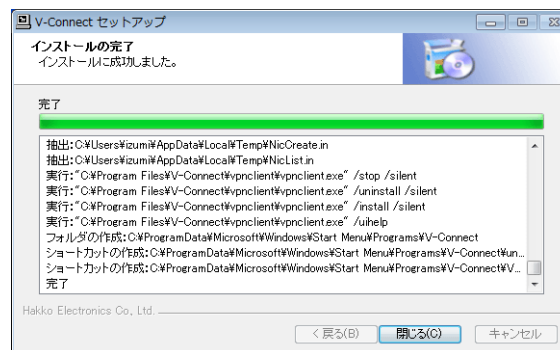 V-Connect セットアップ
インストールの完了
インストールに成功しました。
完了
抽出:C:¥Users¥izumi¥AppData¥Local¥Temp¥NicCreate.in
抽出:C:¥Users¥izumi¥AppData¥Local¥Temp¥NicList.in
実行:"C:¥Program Files¥V-Connect¥vpnclient¥vpnclient.exe" /stop /silent
実行:"C:¥Program Files¥V-Connect¥vpnclient¥vpnclient.exe" /uninstall /silent
実行:"C:¥Program Files¥V-Connect¥vpnclient¥vpnclient.exe" /install /silent
実行:"C:¥Program Files¥V-Connect¥vpnclient¥vpnclient.exe" /uihelp
フォルダの作成:C:¥ProgramData¥Microsoft¥Windows¥Start Menu¥Programs¥V-Connect
ショートカットの作成:C:¥ProgramData¥Microsoft¥Windows¥Start Menu¥Programs¥V-Connect¥un...
ショートカットの作成:C:¥ProgramData¥Microsoft¥Windows¥Start Menu¥Programs¥V-Connect¥V...
完了
Hakko Electronics Co., Ltd.
< 戻る(B) 閉じる(C) キャンセル